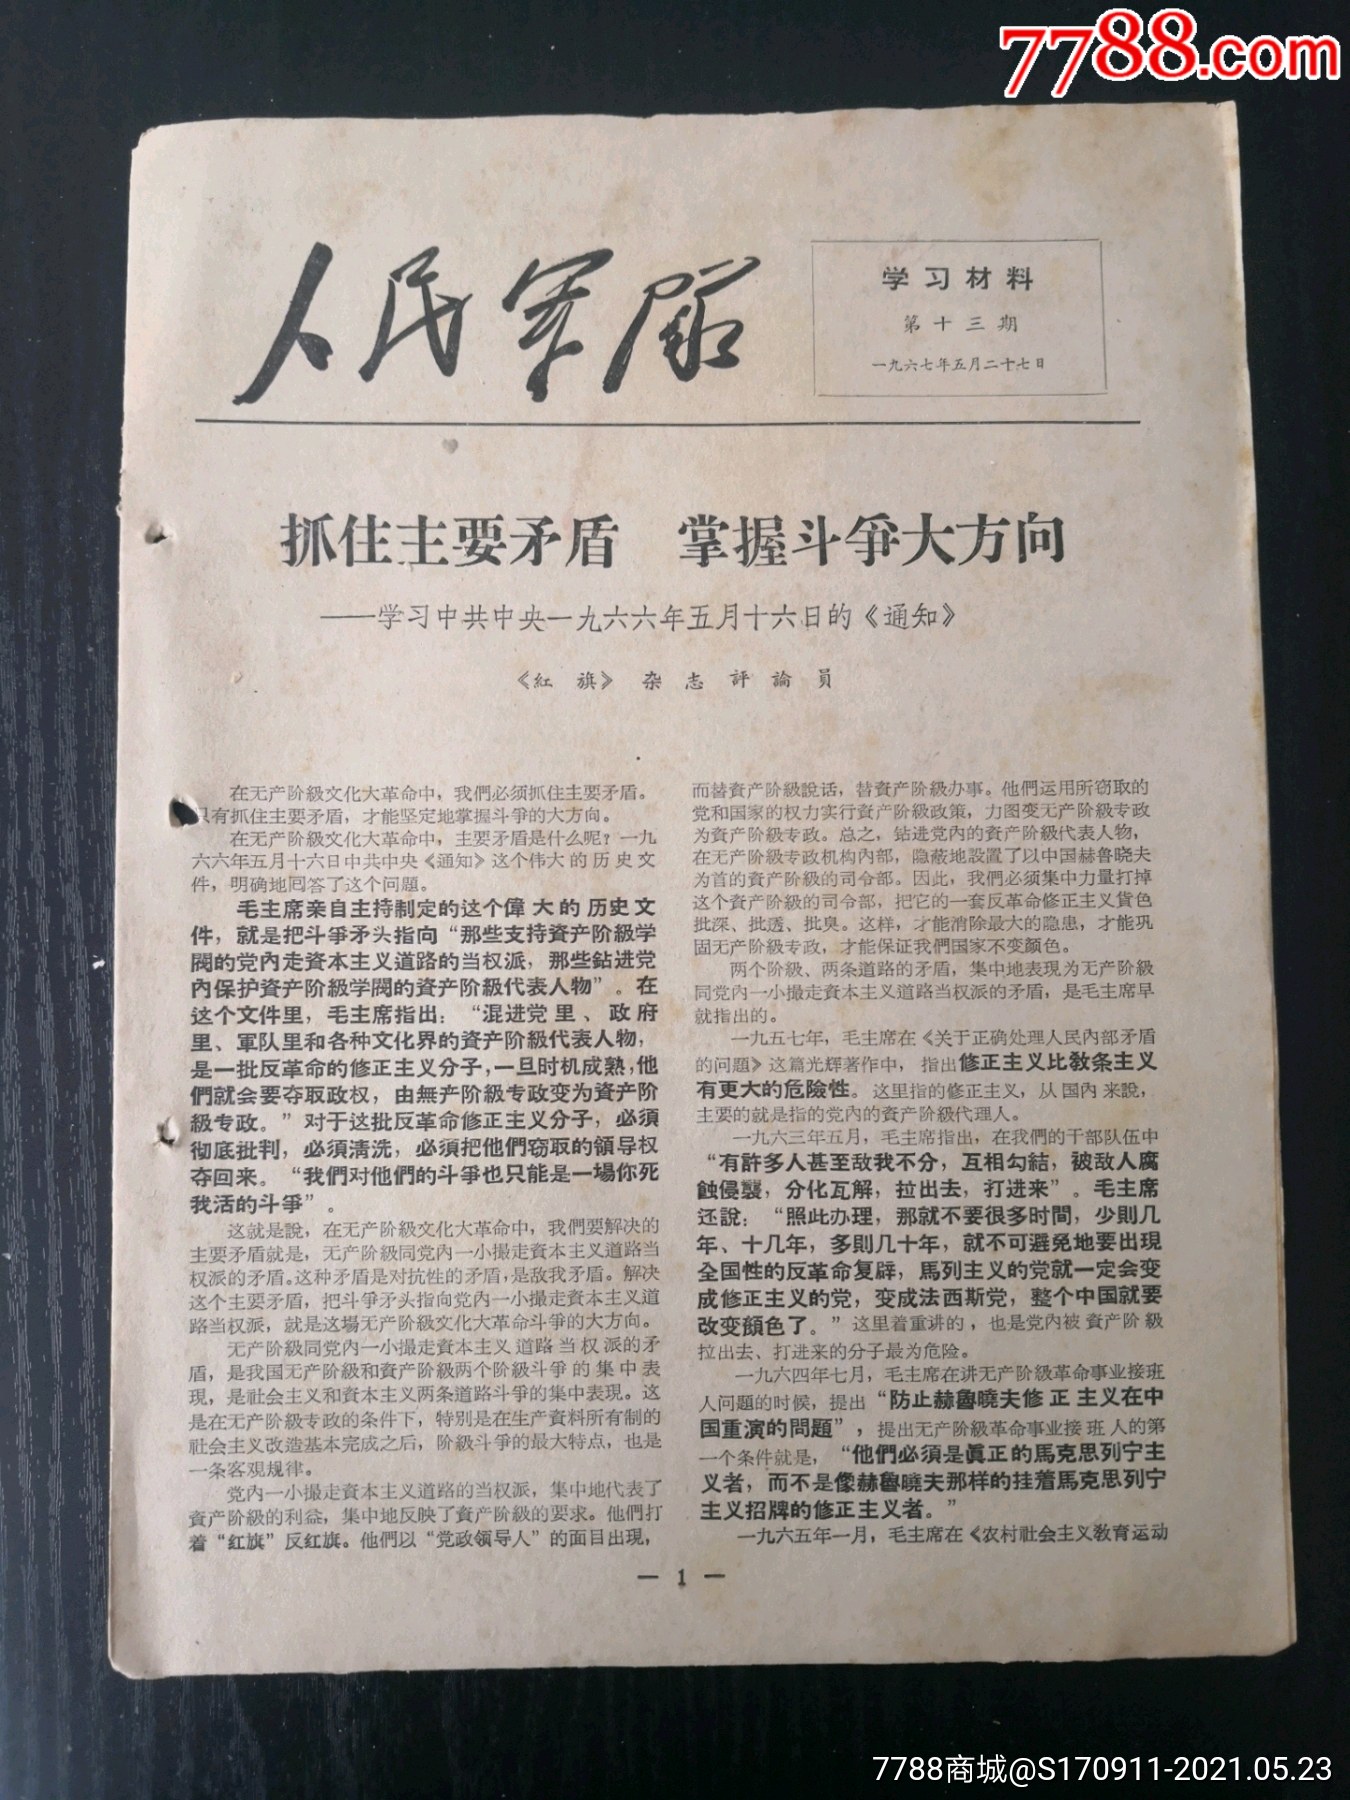 7788.com
人民军队
学习材料
第十三期
一九六七年五月二十七日
抓住主要矛盾　掌握斗爭大方向
——学习中共中央一九六六年五月十六日的《通知》
《紅旗》杂志評論員
在无产阶級文化大革命中，我們必须抓住主要矛盾。
只有抓住主要矛盾，才能坚定地掌握斗爭的大方向。
在无产阶級文化大革命中，主要矛盾是什么呢？一九
六六年五月十六日中共中央《通知》这个伟大的历史文
件，明确地回答了这个问題。
毛主席亲自主持制定的这个偉大的历史文
件，就是把斗爭矛头指向“那些支持資产阶級学
閥的党內走資本主义道路的当权派，那些鉆进党
內保护資产阶級学閥的資产阶級代表人物”。在
这个文件里，毛主席指出：“混进党里、政府
里、軍队里和各种文化界的資产阶級代表人物，
是一批反革命的修正主义分子，一旦时机成熟，他
們就会要夺取政权，由無产阶級专政变为資产阶
級专政。”对于这批反革命修正主义分子，必須
彻底批判，必須清洗，必須把他們窃取的領导权
夺回来。“我們对他們的斗爭也只能是一場你死
我活的斗爭”。
这就是說，在无产阶級文化大革命中，我們要解决的
主要矛盾就是，无产阶級同党內一小撮走資本主义道路当
权派的矛盾。这种矛盾是对抗性的矛盾，是敌我矛盾。解决
这个主要矛盾，把斗爭矛头指向党內一小撮走資本主义道
路当权派，就是这場无产阶級文化大革命斗爭的大方向。
无产阶級同党內一小撮走資本主义道路当权派的矛
盾，是我国无产阶級和資产阶級两个阶級斗爭的集中表
現，是社会主义和資本主义两条道路斗爭的集中表現。这
是在无产阶級专政的条件下，特別是在生产資料所有制的
社会主义改造基本完成之后，阶級斗爭的最大特点，也是
一条客观规律。
党內一小撮走資本主义道路的当权派，集中地代表了
資产阶級的利益，集中地反映了資产阶級的要求。他們打
着“红旗”反红旗。他們以“党政領导人”的面目出現，
而替資产阶級說话，替資产阶級办事。他們运用所窃取的
党和国家的权力实行資产阶級政策，力图变无产阶級专政
为資产阶級专政。总之，钻进党內的資产阶級代表人物，
在无产阶級专政机构內部，隐蔽地設置了以中国赫鲁晓夫
为首的資产阶級的司令部。因此，我們必须集中力量打掉
这个資产阶級的司令部，把它的一套反革命修正主义貨色
批深、批透、批臭。这样，才能消除最大的隐患，才能巩
固无产阶級专政，才能保证我們国家不变顏色。
两个阶級、两条道路的矛盾，集中地表現为无产阶級
同党內一小撮走資本主义道路当权派的矛盾，是毛主席早
就指出的。
一九五七年，毛主席在《关于正确处理人民內部矛盾
的问題》这篇光輝著作中，指出修正主义比教条主义
有更大的危險性。这里指的修正主义，从国內来說，
主要的就是指的党內的資产阶級代理人。
一九六三年五月，毛主席指出，在我們的干部队伍中
“有許多人甚至敌我不分，互相勾結，被敌人腐
蝕侵襲，分化瓦解，拉出去，打进来”。毛主席
还說：“照此办理，那就不要很多时間，少則几
年、十几年，多則几十年，就不可避免地要出現
全国性的反革命复辟，馬列主义的党就一定会变
成修正主义的党，变成法西斯党，整个中国就要
改变顏色了。”这里着重讲的，也是党内被資产阶級
拉出去、打进来的分子最为危险。
一九六四年七月，毛主席在讲无产阶級革命事业接班
人问題的时候，提出“防止赫魯曉夫修正主义在中
国重演的問題”，提出无产阶級革命事业接班人的第
一个条件就是，“他們必須是眞正的馬克思列宁主
义者，而不是像赫魯曉夫那样的挂着馬克思列宁
主义招牌的修正主义者。”
一九六五年一月，毛主席在《农村社会主义教育运动
— 1 —
7788商城@S170911-2021.05.23